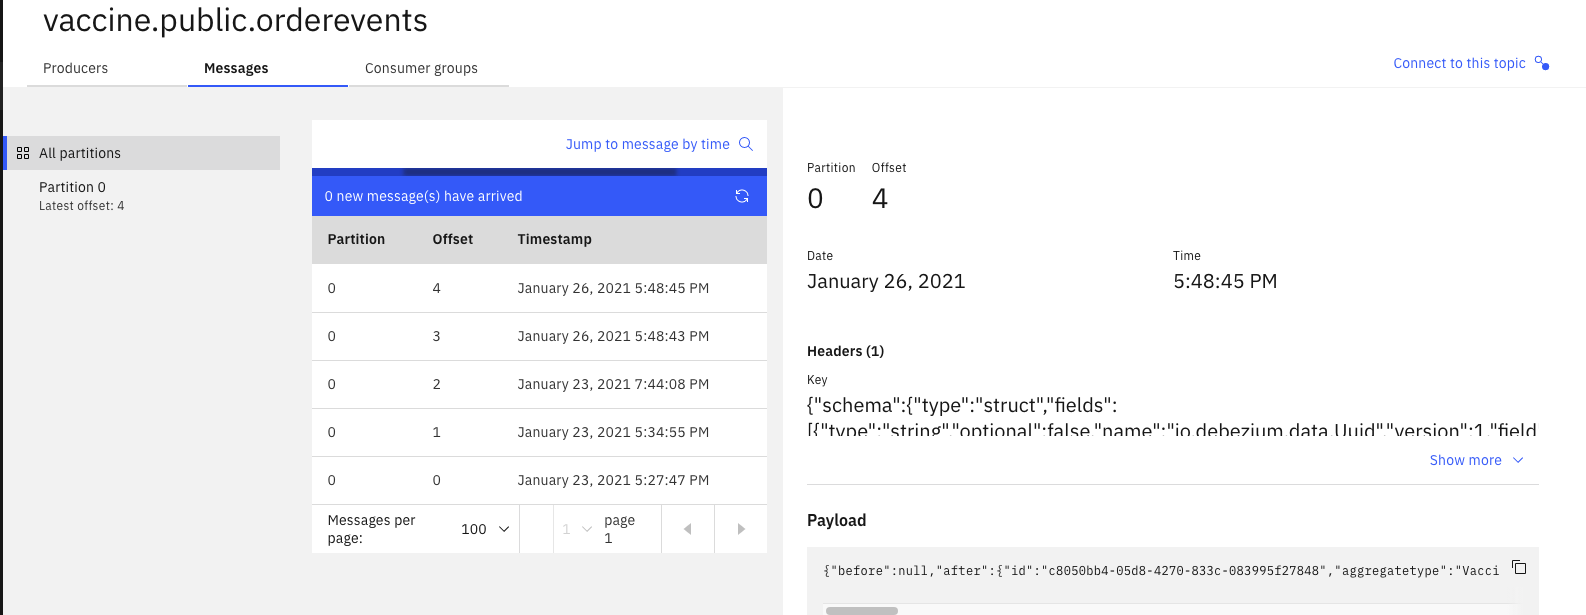 vaccine.public.orderevents
Producers
Messages
Consumer groups
Connect to this topic
All partitions
Partition 0
Latest offset: 4
Jump to message by time
0 new message(s) have arrived
Partition Offset Timestamp
0 4 January 26, 2021 5:48:45 PM
0 3 January 26, 2021 5:48:43 PM
0 2 January 23, 2021 7:44:08 PM
0 1 January 23, 2021 5:34:55 PM
0 0 January 23, 2021 5:27:47 PM
Messages per page: 100 1 page 1
Partition Offset
0 4
Date Time
January 26, 2021 5:48:45 PM
Headers (1)
Key
{"schema":{"type":"struct","fields":
[{"type":"string","optional":false,"name":"io.debezium.data.Uuid","version":1,"field
Show more
Payload
{"before":null,"after":{"id":"c8050bb4-05d8-4270-833c-083995f27848","aggregatetype":"Vacci